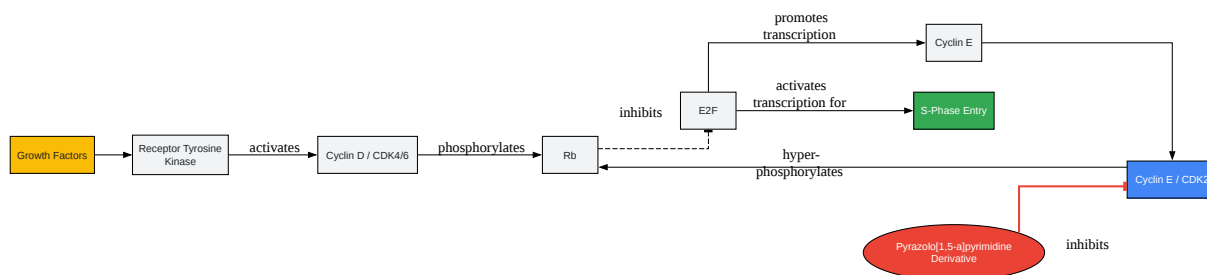 Growth Factors
Receptor Tyrosine
Kinase
activates
Cyclin D / CDK4/6
phosphorylates
Rb
inhibits
E2F
promotes
transcription
Cyclin E
activates
transcription for
S-Phase Entry
hyper-
phosphorylates
Cyclin E / CDK2
Pyrazolo[1,5-a]pyrimidine
Derivative
inhibits